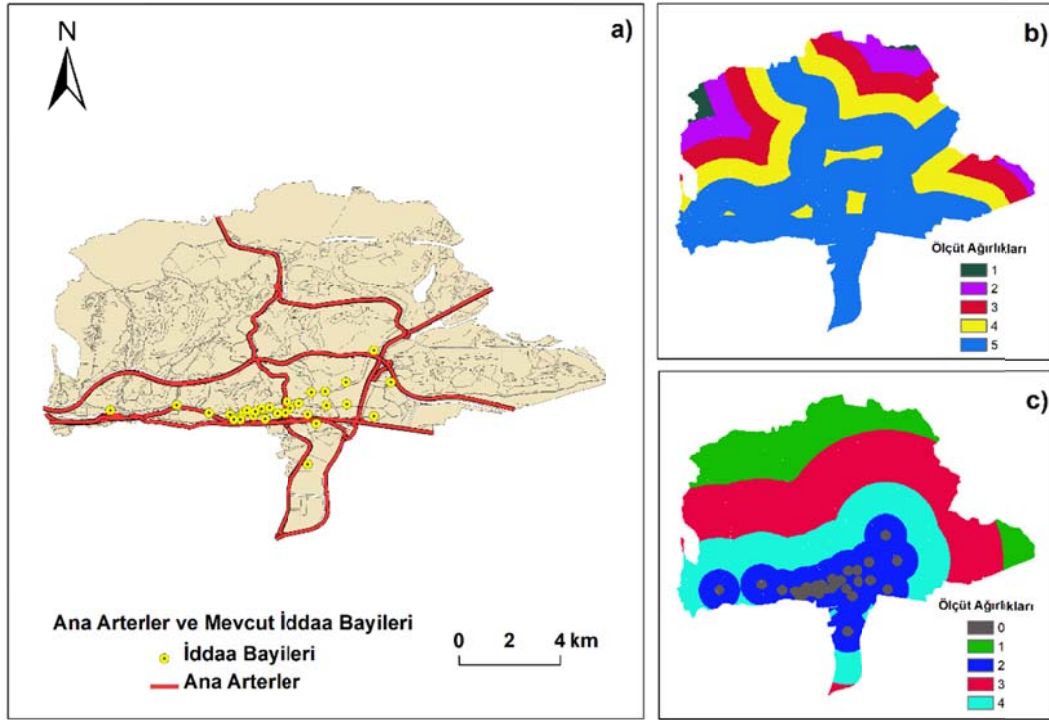 a)
N
Ana Arterler ve Mevcut İddaa Bayileri
İddaa Bayileri
Ana Arterler
0 2 4 km
b)
Ölçüt Ağırlıkları
1
2
3
4
5
c)
Ölçüt Ağırlıkları
0
1
2
3
4